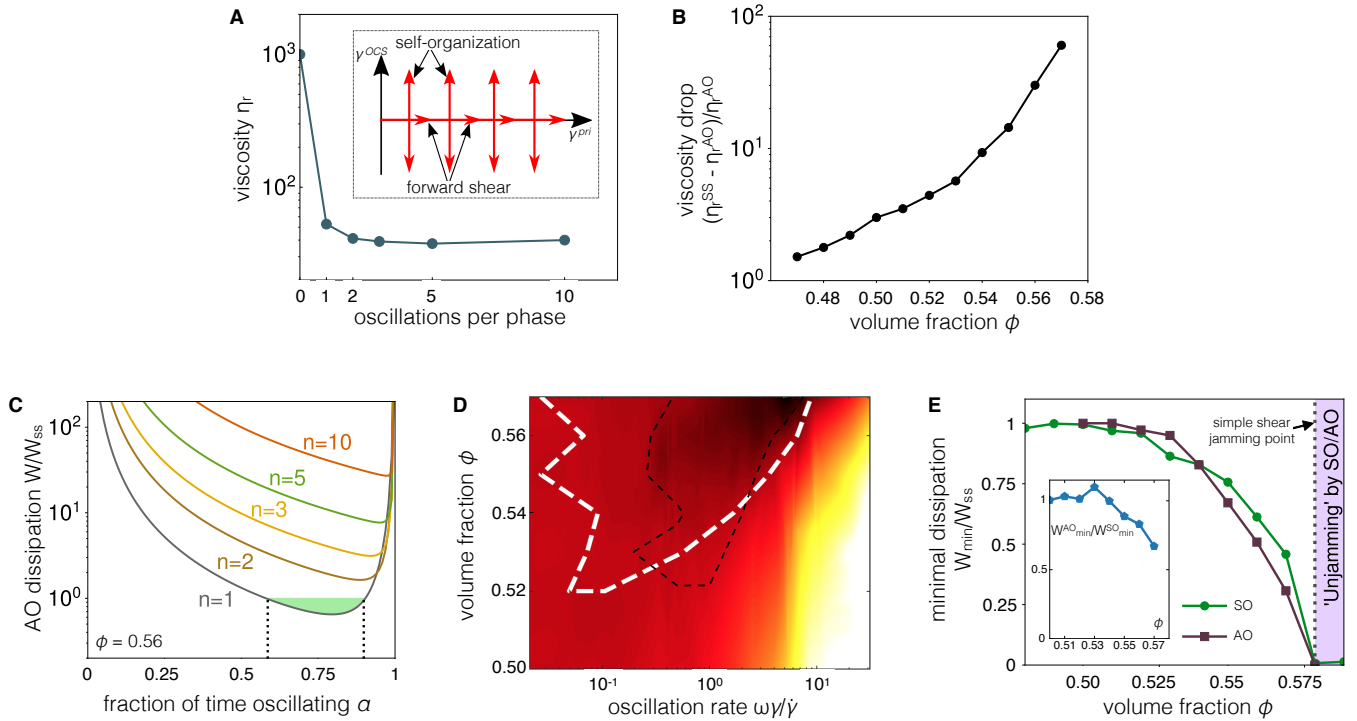 A
viscosity ηr
10³
10²
0
1
2
5
10
oscillations per phase
γᴼᶜˢ
self-organization
γᵖʳⁱ
forward shear
B
viscosity drop
(ηrˢˢ - ηrᴬᴼ)/ηrᴬᴼ
10²
10¹
10⁰
0.48
0.50
0.52
0.54
0.56
0.58
volume fraction ϕ
C
AO dissipation W/Wss
10²
10¹
10⁰
n=10
n=5
n=3
n=2
n=1
ϕ = 0.56
0
0.25
0.5
0.75
1
fraction of time oscillating α
D
volume fraction ϕ
0.56
0.54
0.52
0.50
10⁻¹
10⁰
10¹
oscillation rate ωγ/γ̇
E
minimal dissipation
Wmin/Wss
1
0.75
0.5
0.25
0
simple shear
jamming point
'Unjamming' by SO/AO
1
Wᴬᴼmin/Wˢᴼmin
0.5
0
ϕ
0.51
0.53
0.55
0.57
SO
AO
0.50
0.525
0.55
0.575
volume fraction ϕ